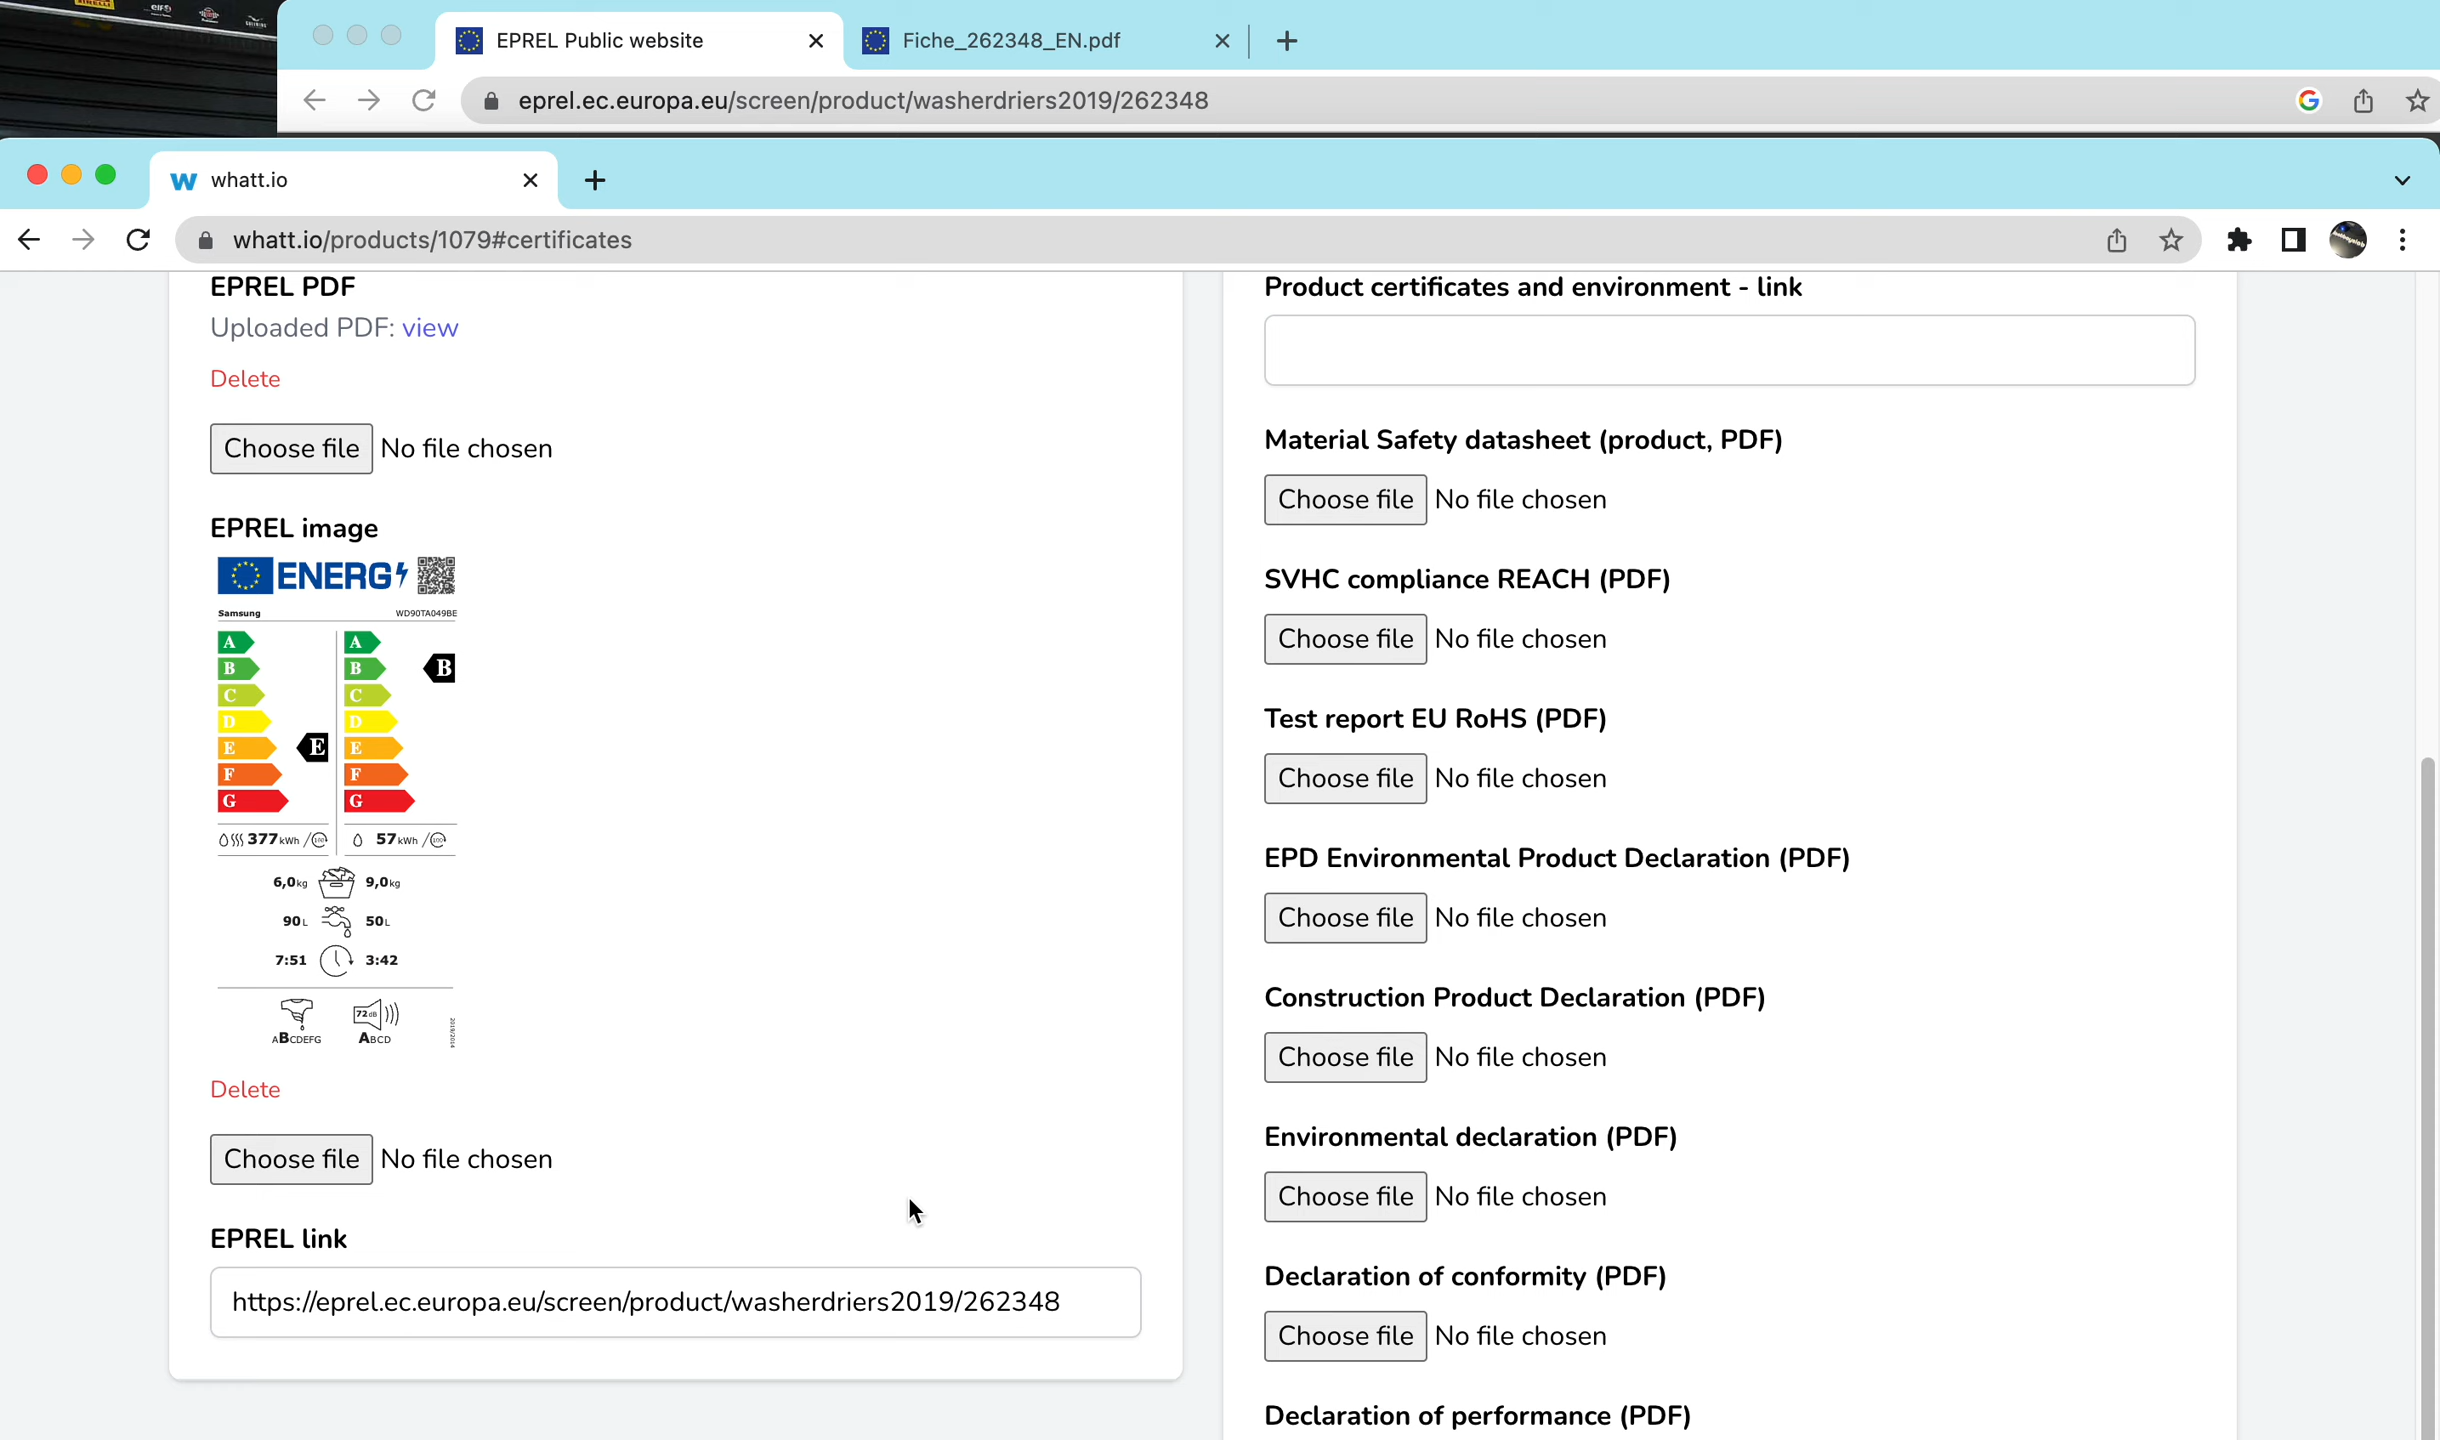 EPREL Public website
Fiche_262348_EN.pdf
eprel.ec.europa.eu/screen/product/washerdriers2019/262348
whatt.io
whatt.io/products/1079#certificates
EPREL PDF
Uploaded PDF: view
Delete
Choose file No file chosen
EPREL image
ENERG
Samsung WD90TA049BE
A A
B B B
C C
D D
E E E
F F
G G
377 kWh / 100 57 kWh / 100
6,0 kg 9,0 kg
90 L 50 L
7:51 3:42
72 dB
ABCDEFG ABCD
2019/2014
Delete
Choose file No file chosen
EPREL link
https://eprel.ec.europa.eu/screen/product/washerdriers2019/262348
Product certificates and environment - link
Material Safety datasheet (product, PDF)
Choose file No file chosen
SVHC compliance REACH (PDF)
Choose file No file chosen
Test report EU RoHS (PDF)
Choose file No file chosen
EPD Environmental Product Declaration (PDF)
Choose file No file chosen
Construction Product Declaration (PDF)
Choose file No file chosen
Environmental declaration (PDF)
Choose file No file chosen
Declaration of conformity (PDF)
Choose file No file chosen
Declaration of performance (PDF)